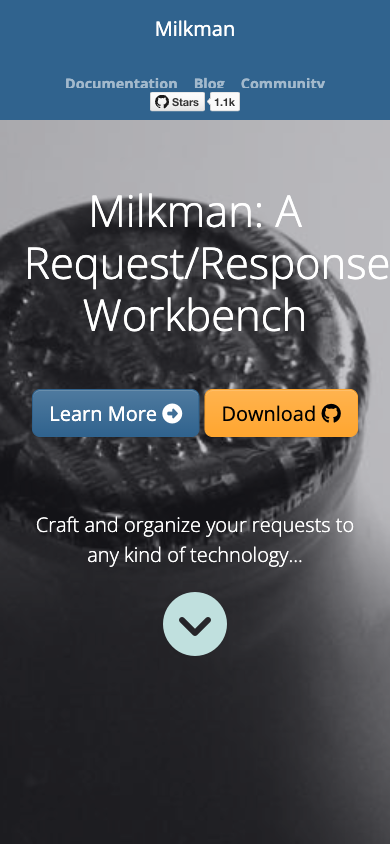 Milkman
Documentation Blog Community
Stars 1.1k
Milkman: A
Request/Response
Workbench
Learn More Download
Craft and organize your requests to
any kind of technology...